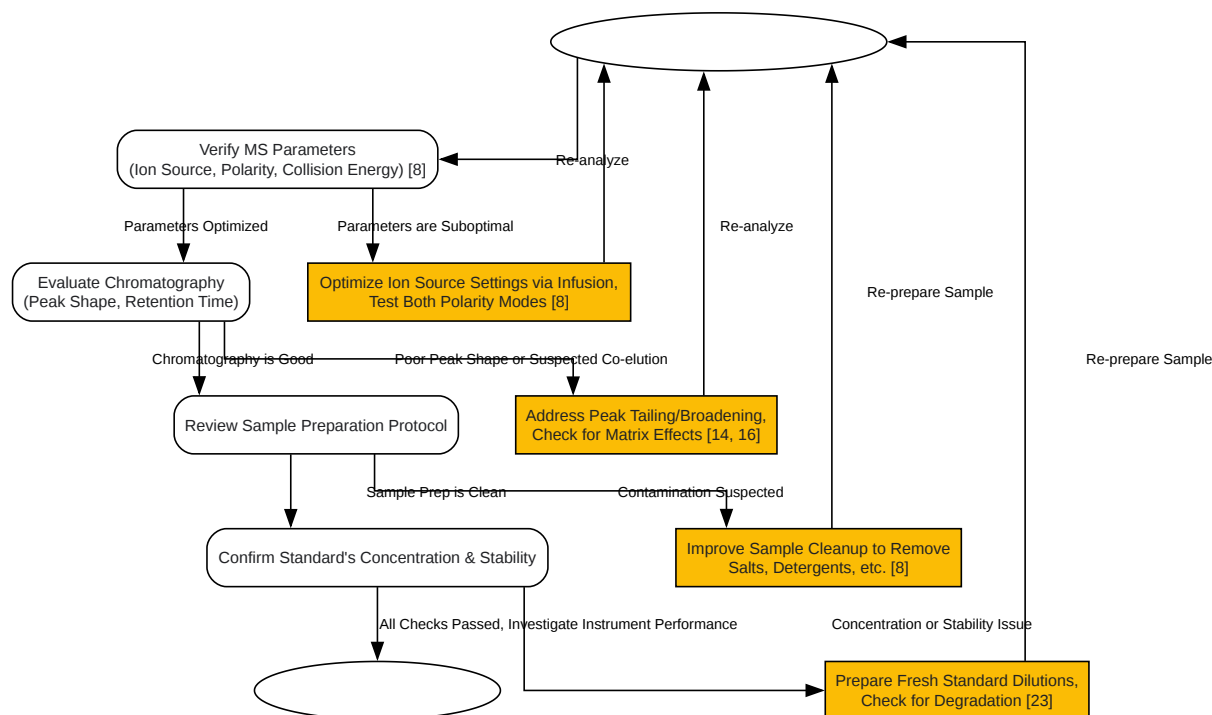 Verify MS Parameters
(Ion Source, Polarity, Collision Energy) [8]
Re-analyze
Parameters Optimized
Parameters are Suboptimal
Re-analyze
Evaluate Chromatography
(Peak Shape, Retention Time)
Optimize Ion Source Settings via Infusion,
Test Both Polarity Modes [8]
Re-prepare Sample
Chromatography is Good
Poor Peak Shape or Suspected Co-elution
Re-prepare Sample
Review Sample Preparation Protocol
Address Peak Tailing/Broadening,
Check for Matrix Effects [14, 16]
Sample Prep is Clean
Contamination Suspected
Confirm Standard's Concentration & Stability
Improve Sample Cleanup to Remove
Salts, Detergents, etc. [8]
All Checks Passed, Investigate Instrument Performance
Concentration or Stability Issue
Prepare Fresh Standard Dilutions,
Check for Degradation [23]